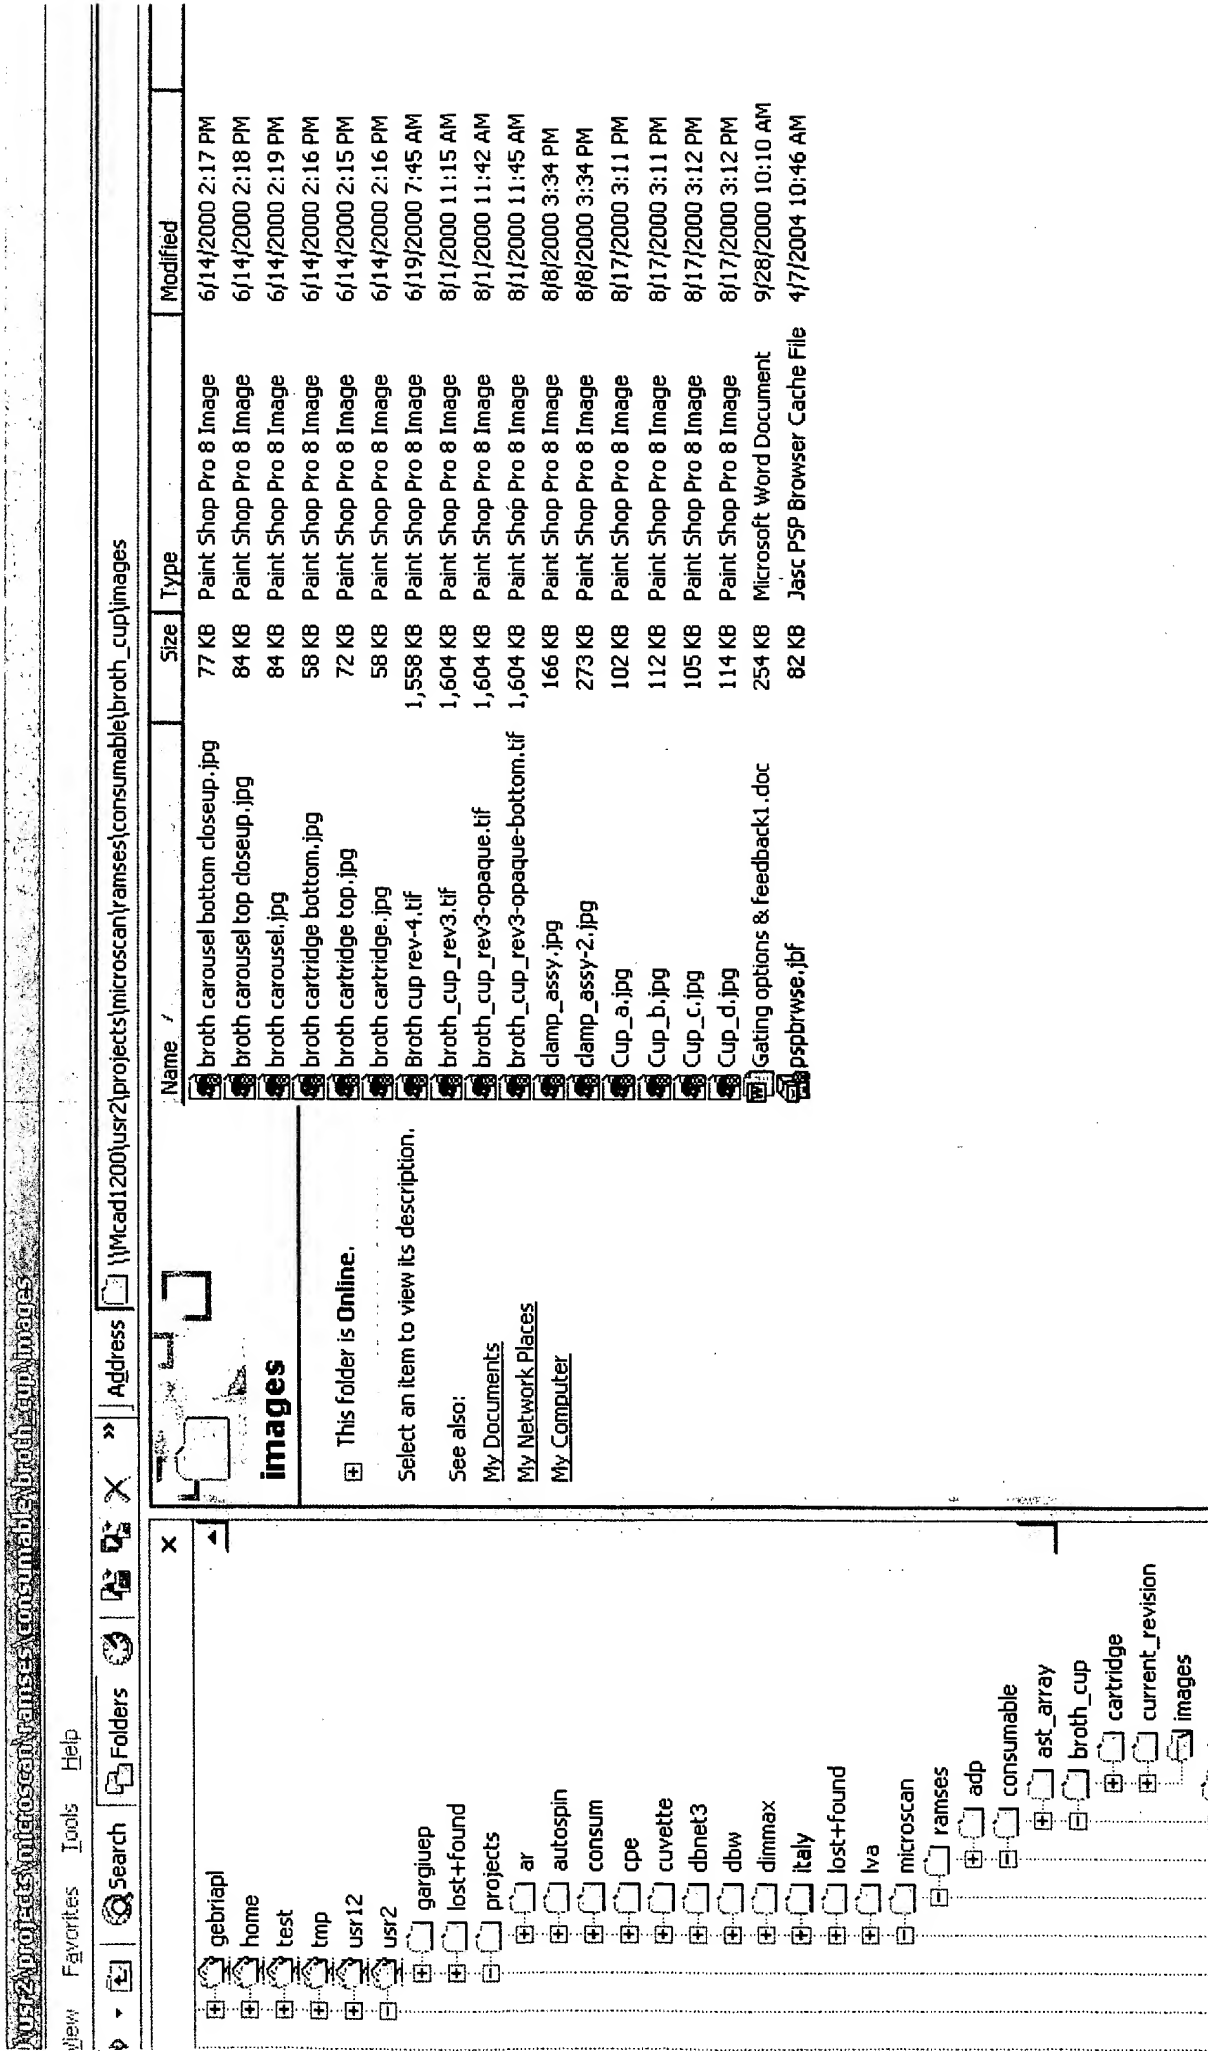 \usr2\projects\microscan\ramses\consumable\broth_cup\images
View Favorites Tools Help
Search Folders » Address \\Mcad1200\usr2\projects\microscan\ramses\consumable\broth_cup\images
gebriapl
home
test
tmp
usr12
usr2
gargiuep
lost+found
projects
ar
autospin
consum
cpe
cuvette
dbnet3
dbw
dimmax
italy
lost+found
lva
microscan
ramses
adp
consumable
ast_array
broth_cup
cartridge
current_revision
images
images
This folder is Online.
Select an item to view its description.
See also:
My Documents
My Network Places
My Computer
Name / Size Type Modified
broth carousel bottom closeup.jpg 77 KB Paint Shop Pro 8 Image 6/14/2000 2:17 PM
broth carousel top closeup.jpg 84 KB Paint Shop Pro 8 Image 6/14/2000 2:18 PM
broth carousel.jpg 84 KB Paint Shop Pro 8 Image 6/14/2000 2:19 PM
broth cartridge bottom.jpg 58 KB Paint Shop Pro 8 Image 6/14/2000 2:16 PM
broth cartridge top.jpg 72 KB Paint Shop Pro 8 Image 6/14/2000 2:15 PM
broth cartridge.jpg 58 KB Paint Shop Pro 8 Image 6/14/2000 2:16 PM
Broth cup rev-4.tif 1,558 KB Paint Shop Pro 8 Image 6/19/2000 7:45 AM
broth_cup_rev3.tif 1,604 KB Paint Shop Pro 8 Image 8/1/2000 11:15 AM
broth_cup_rev3-opaque.tif 1,604 KB Paint Shop Pro 8 Image 8/1/2000 11:42 AM
broth_cup_rev3-opaque-bottom.tif 1,604 KB Paint Shop Pro 8 Image 8/1/2000 11:45 AM
clamp_assy.jpg 166 KB Paint Shop Pro 8 Image 8/8/2000 3:34 PM
clamp_assy-2.jpg 273 KB Paint Shop Pro 8 Image 8/8/2000 3:34 PM
Cup_a.jpg 102 KB Paint Shop Pro 8 Image 8/17/2000 3:11 PM
Cup_b.jpg 112 KB Paint Shop Pro 8 Image 8/17/2000 3:11 PM
Cup_c.jpg 105 KB Paint Shop Pro 8 Image 8/17/2000 3:12 PM
Cup_d.jpg 114 KB Paint Shop Pro 8 Image 8/17/2000 3:12 PM
Gating options & feedback1.doc 254 KB Microsoft Word Document 9/28/2000 10:10 AM
pspbrwse.jbf 82 KB Jasc PSP Browser Cache File 4/7/2004 10:46 AM